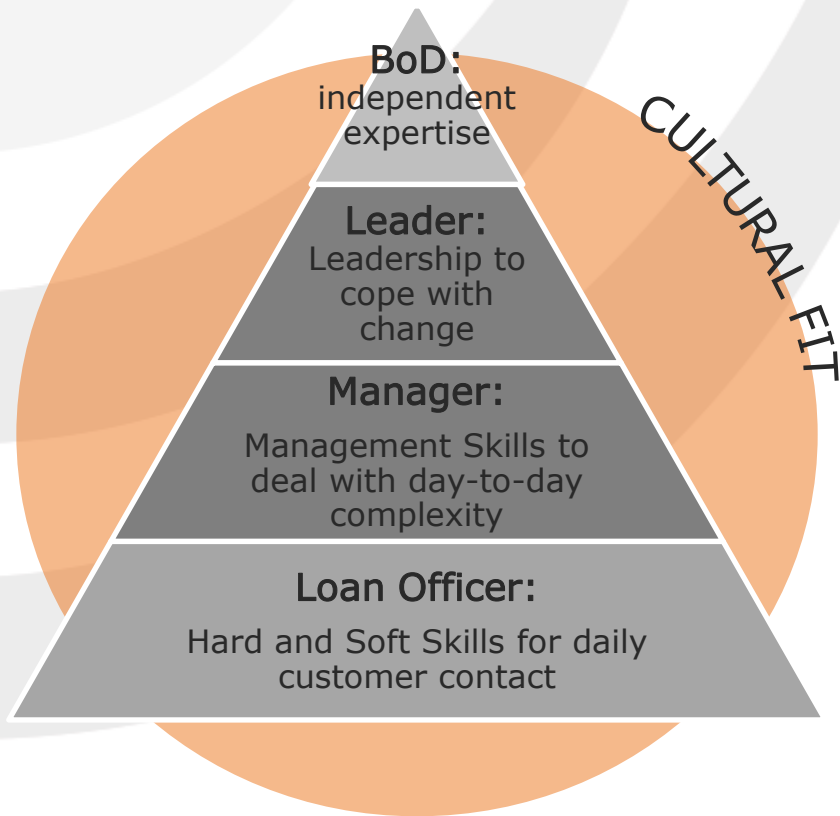 BoD:
independent
expertise
CULTURAL FIT
Leader:
Leadership to
cope with
change
Manager:
Management Skills to
deal with day-to-day
complexity
Loan Officer:
Hard and Soft Skills for daily
customer contact